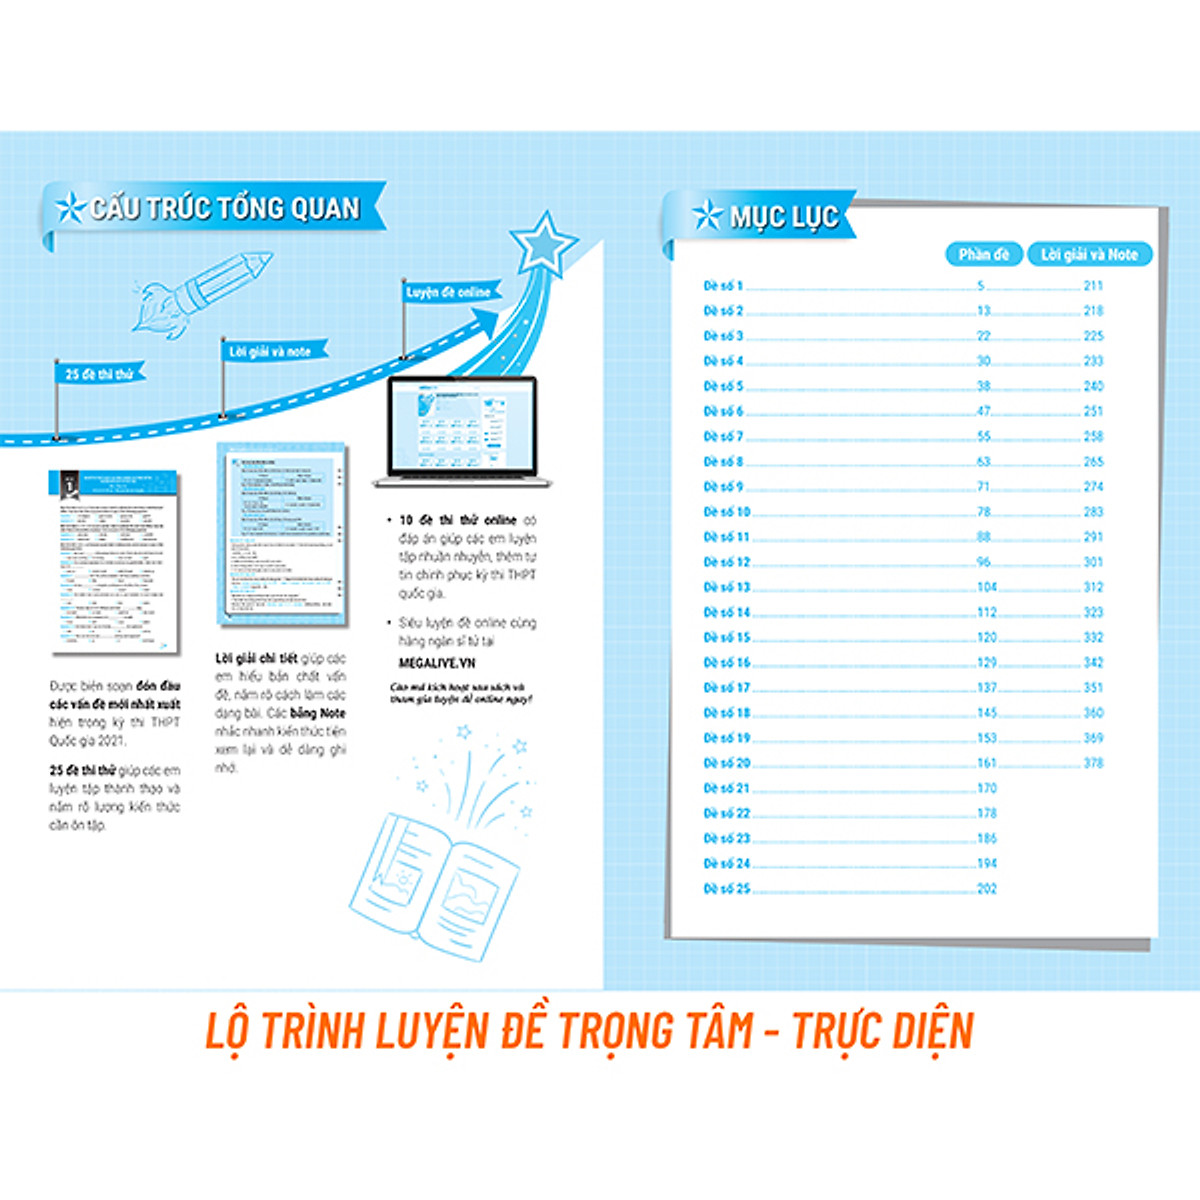 CẤU TRÚC TỔNG QUAN
25 đề thi thử
Lời giải và note
Luyện đề online
Được biên soạn đón đầu
các vấn đề mới nhất xuất
hiện trong kỳ thi THPT
Quốc gia 2021.
25 đề thi thử giúp các em
luyện tập thành thạo và
nắm rõ lượng kiến thức
cần ôn tập.
Lời giải chi tiết giúp các
em hiểu bản chất vấn
đề, nắm rõ cách làm các
dạng bài. Các bảng Note
nhắc nhanh kiến thức tiện
xem lại và dễ dàng ghi
nhớ.
• 10 đề thi thử online có
đáp án giúp các em luyện
tập nhuần nhuyễn, thêm tự
tin chinh phục kỳ thi THPT
quốc gia.
• Siêu luyện đề online cùng
hàng ngàn sĩ tử tại
MEGALIVE.VN
Cào mã kích hoạt sau sách và
tham gia luyện đề online ngay!
MỤC LỤC
Phần đề Lời giải và Note
Đề số 1 5 211
Đề số 2 13 218
Đề số 3 22 225
Đề số 4 30 233
Đề số 5 38 240
Đề số 6 47 251
Đề số 7 55 258
Đề số 8 63 265
Đề số 9 71 274
Đề số 10 78 283
Đề số 11 88 291
Đề số 12 96 301
Đề số 13 104 312
Đề số 14 112 323
Đề số 15 120 332
Đề số 16 129 342
Đề số 17 137 351
Đề số 18 145 360
Đề số 19 153 369
Đề số 20 161 378
Đề số 21 170
Đề số 22 178
Đề số 23 186
Đề số 24 194
Đề số 25 202
LỘ TRÌNH LUYỆN ĐỀ TRỌNG TÂM - TRỰC DIỆN